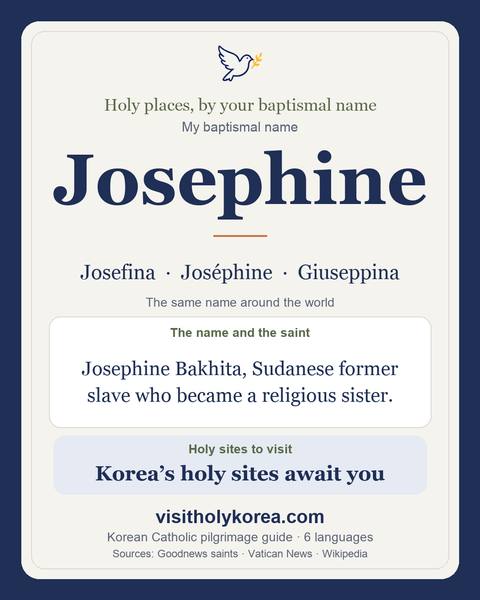 Holy places, by your baptismal name
My baptismal name
Josephine
Josefina · Joséphine · Giuseppina
The same name around the world
The name and the saint
Josephine Bakhita, Sudanese former
slave who became a religious sister.
Holy sites to visit
Korea’s holy sites await you
visitholykorea.com
Korean Catholic pilgrimage guide · 6 languages
Sources: Goodnews saints · Vatican News · Wikipedia